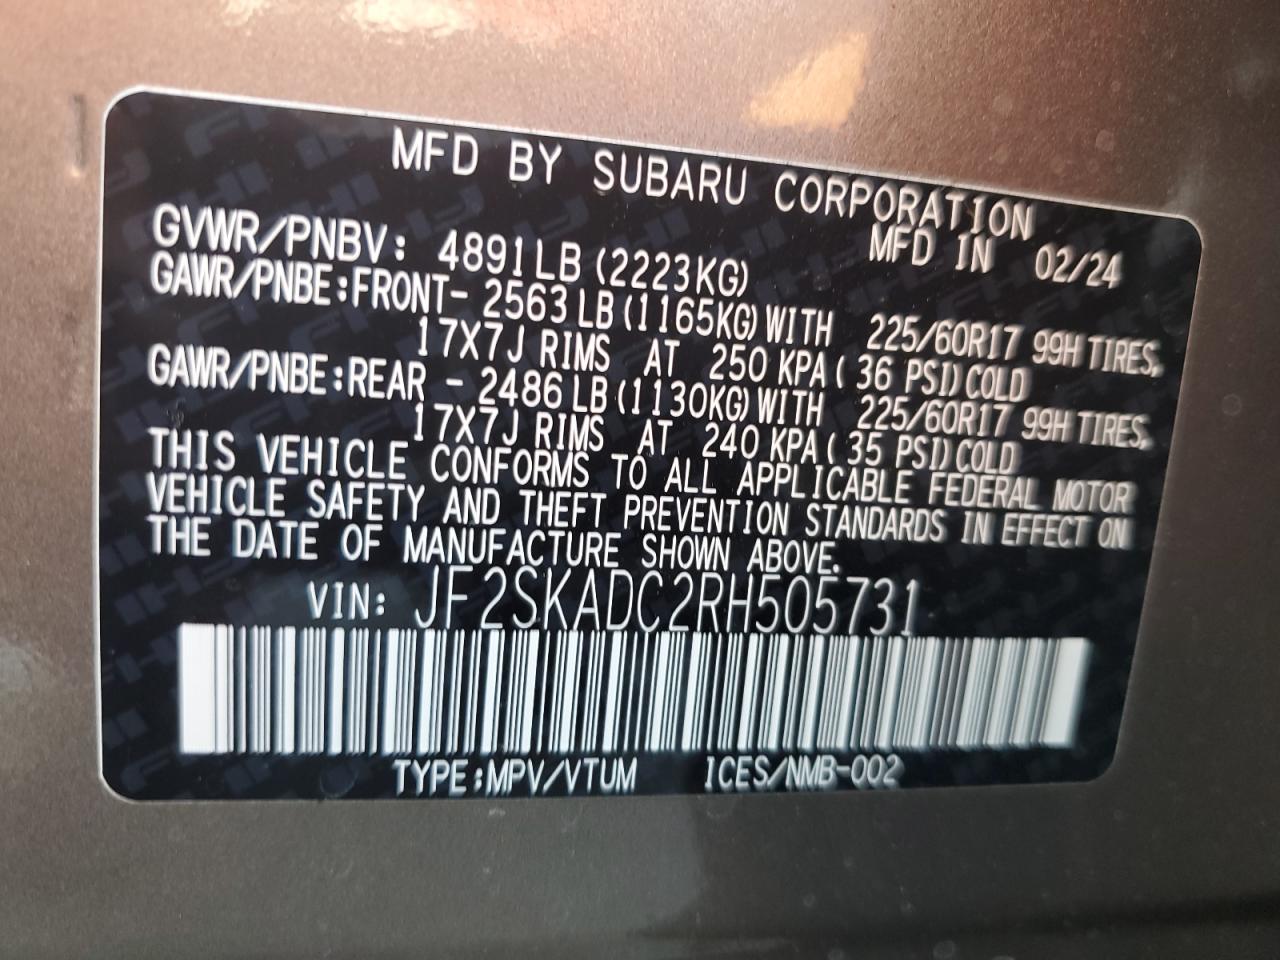 MFD BY SUBARU CORPORATION
MFD IN 02/24
GVWR/PNBV: 4891LB (2223KG)
GAWR/PNBE:FRONT- 2563 LB (1165KG) WITH 225/60R17 99H TIRES,
17X7J RIMS AT 250 KPA ( 36 PSI) COLD
GAWR/PNBE:REAR - 2486 LB (1130KG) WITH 225/60R17 99H TIRES,
17X7J RIMS AT 240 KPA ( 35 PSI) COLD
THIS VEHICLE CONFORMS TO ALL APPLICABLE FEDERAL MOTOR
VEHICLE SAFETY AND THEFT PREVENTION STANDARDS IN EFFECT ON
THE DATE OF MANUFACTURE SHOWN ABOVE.
VIN: JF2SKADC2RH505731
TYPE:MPV/VTUM ICES/NMB-002